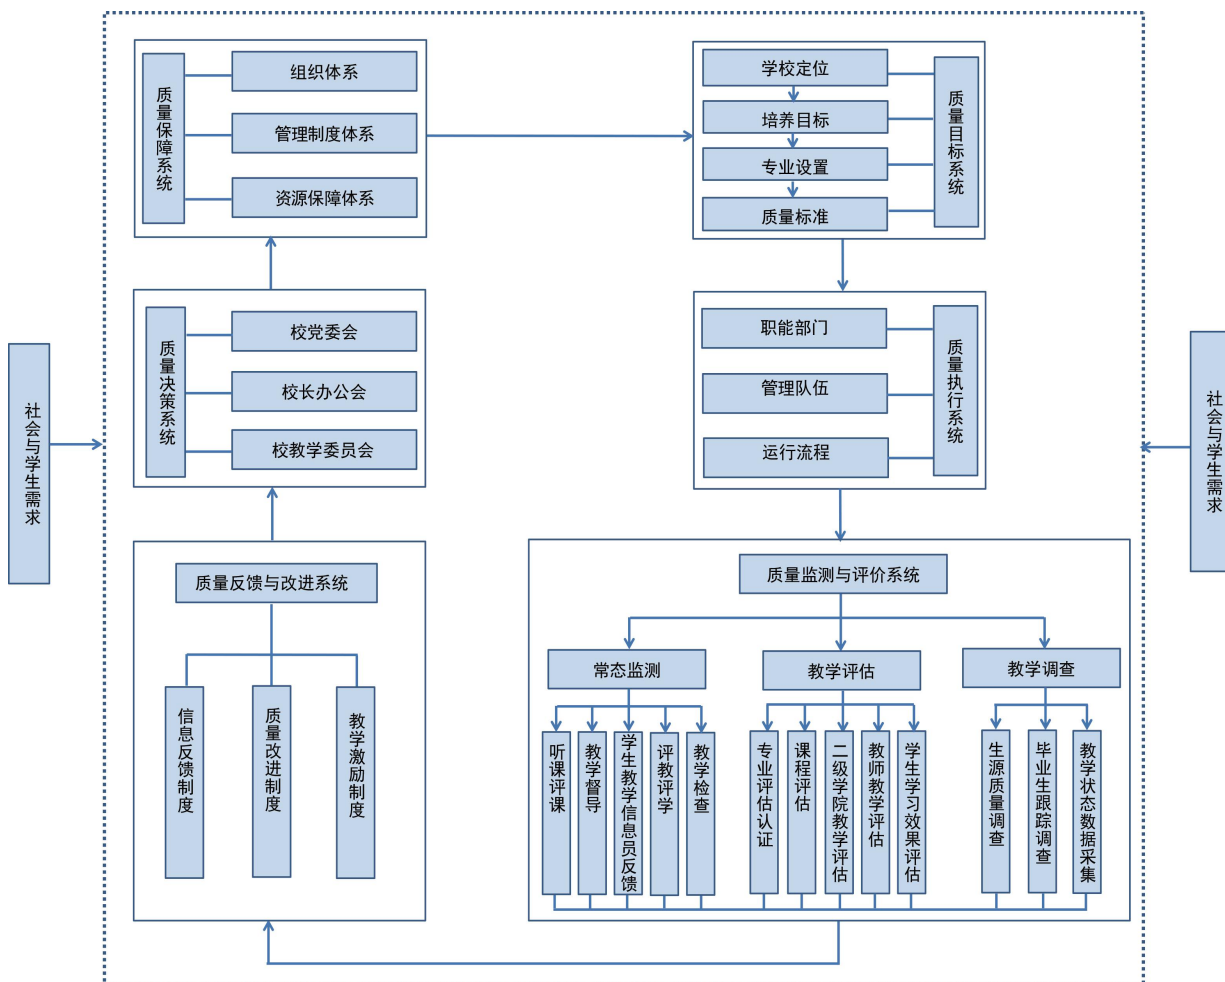 社会与学生需求
质量保障系统
组织体系
管理制度体系
资源保障体系
学校定位
培养目标
专业设置
质量标准
质量目标系统
质量决策系统
校党委会
校长办公会
校教学委员会
职能部门
管理队伍
运行流程
质量执行系统
质量反馈与改进系统
信息反馈制度
质量改进制度
教学激励制度
质量监测与评价系统
常态监测
教学评估
教学调查
听课评课
教学督导
学生教学信息员反馈
评教评学
教学检查
专业评估认证
课程评估
二级学院教学评估
教师教学评估
学生学习效果评估
生源质量调查
毕业生跟踪调查
教学状态数据采集
社会与学生需求